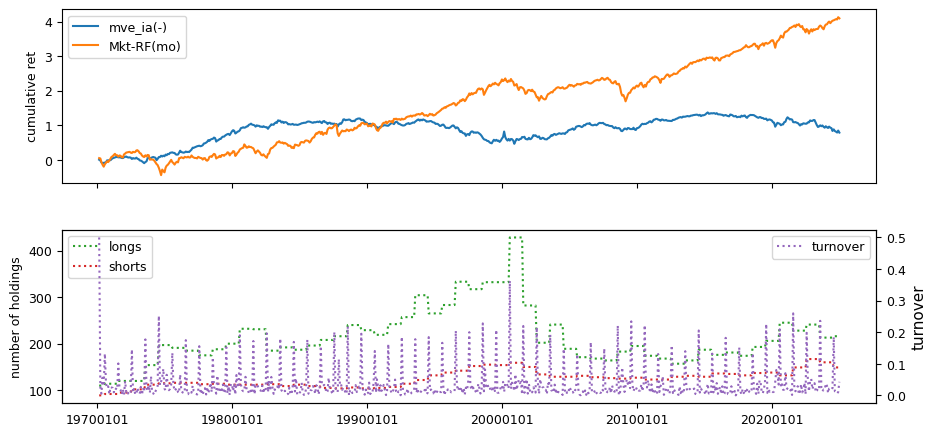 mve_ia(-)
Mkt-RF(mo)
cumulative ret
4
3
2
1
0
longs
shorts
turnover
number of holdings
400
300
200
100
turnover
0.5
0.4
0.3
0.2
0.1
0.0
19700101 19800101 19900101 20000101 20100101 20200101